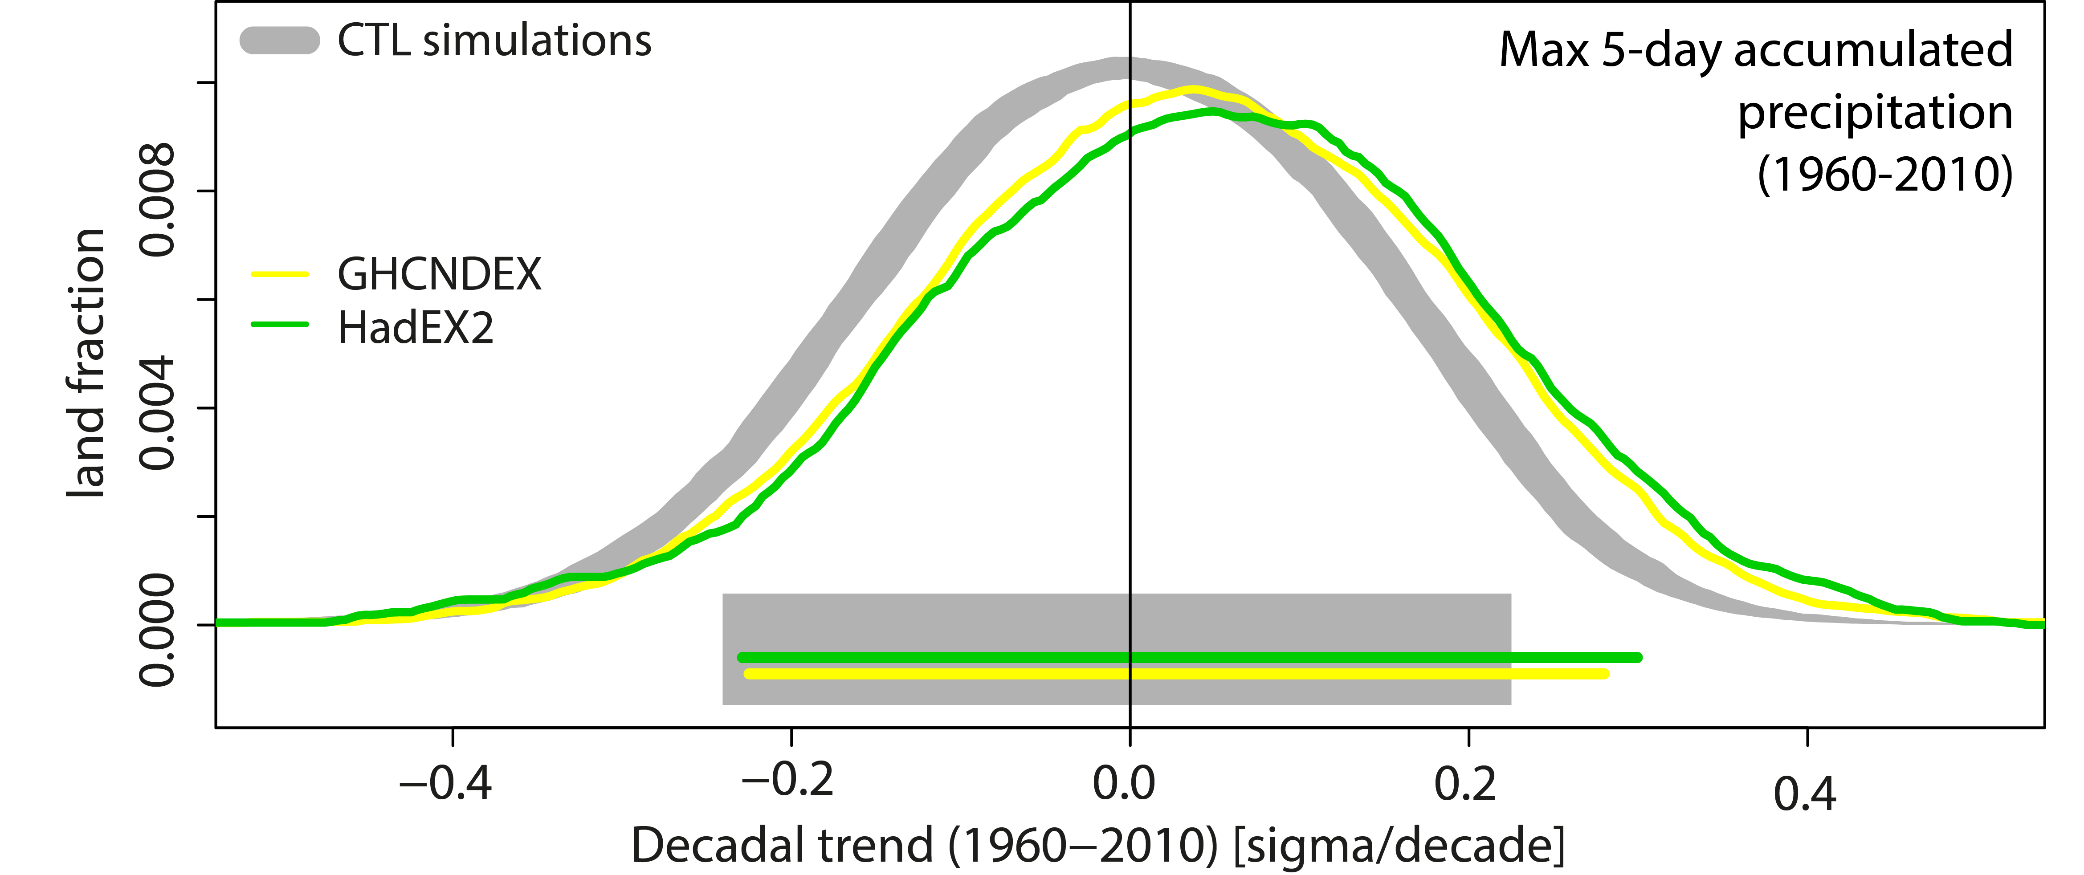 CTL simulations
Max 5-day accumulated
precipitation
(1960-2010)
GHCNDEX
HadEX2
land fraction
0.008
0.004
0.000
−0.4
−0.2
0.0
0.2
0.4
Decadal trend (1960−2010) [sigma/decade]